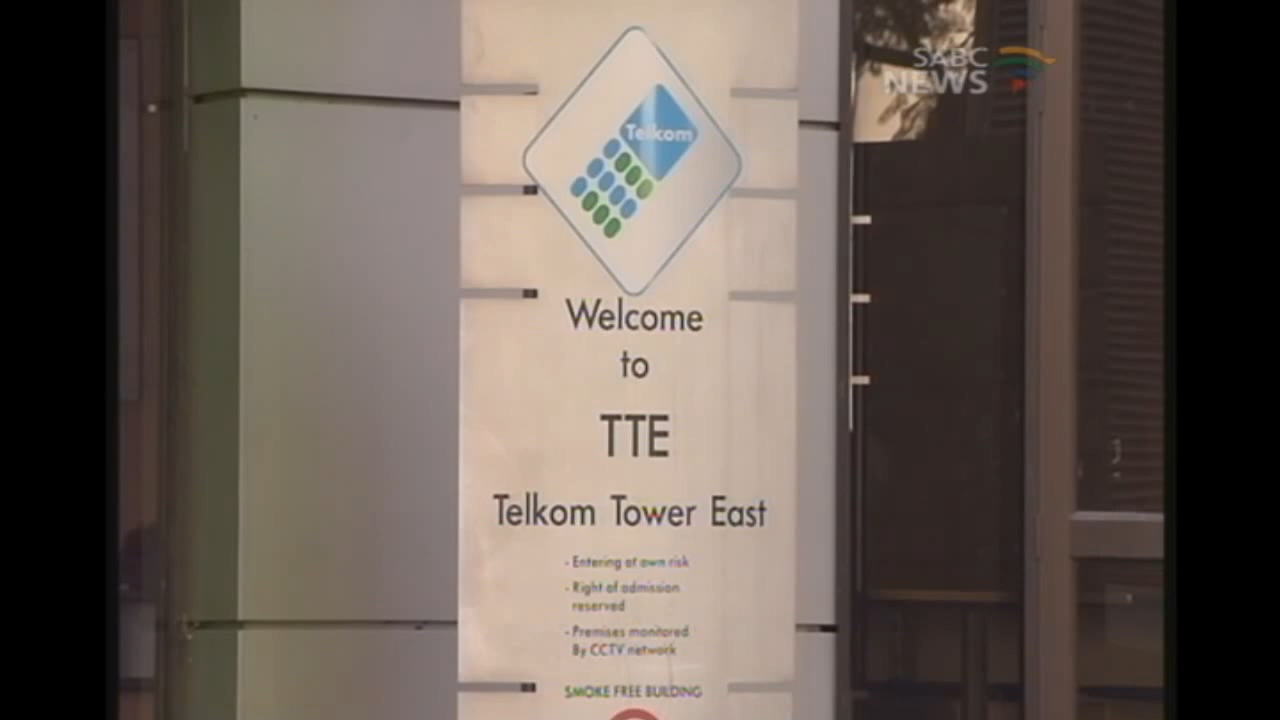 SABC
NEWS
Telkom
Welcome
to
TTE
Telkom Tower East
- Entering at own risk
- Right of admission
reserved
- Premises monitored
By CCTV network
SMOKE FREE BUILDING